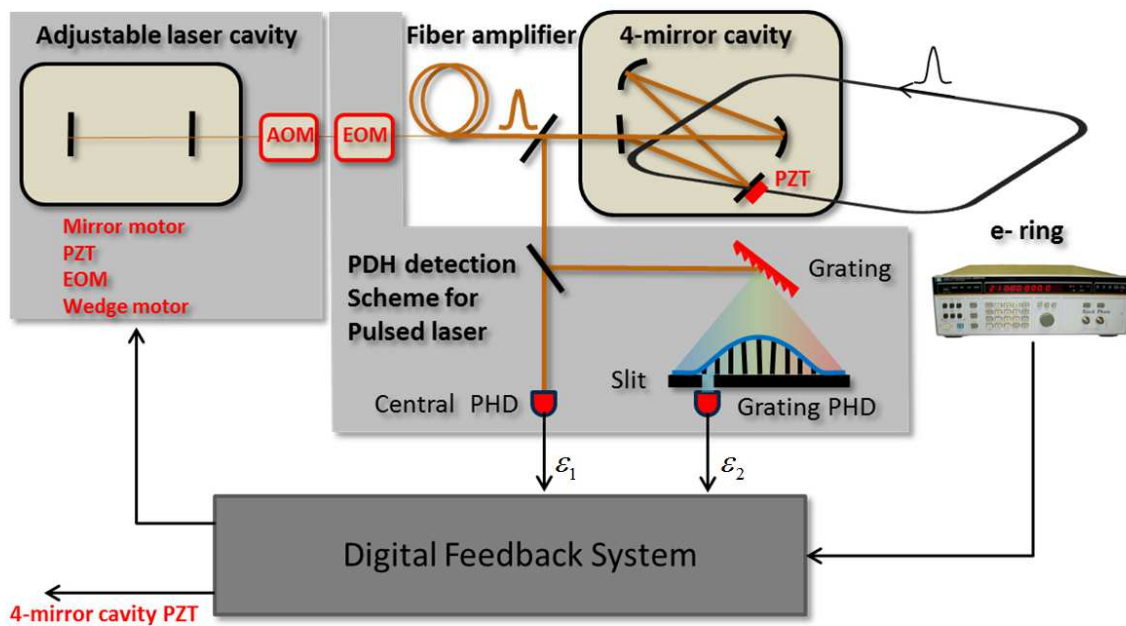 Adjustable laser cavity
Fiber amplifier
4-mirror cavity
AOM
EOM
PZT
Mirror motor
PZT
EOM
Wedge motor
e- ring
PDH detection
Scheme for
Pulsed laser
Grating
Slit
Central PHD
Grating PHD
ε1
ε2
Digital Feedback System
4-mirror cavity PZT